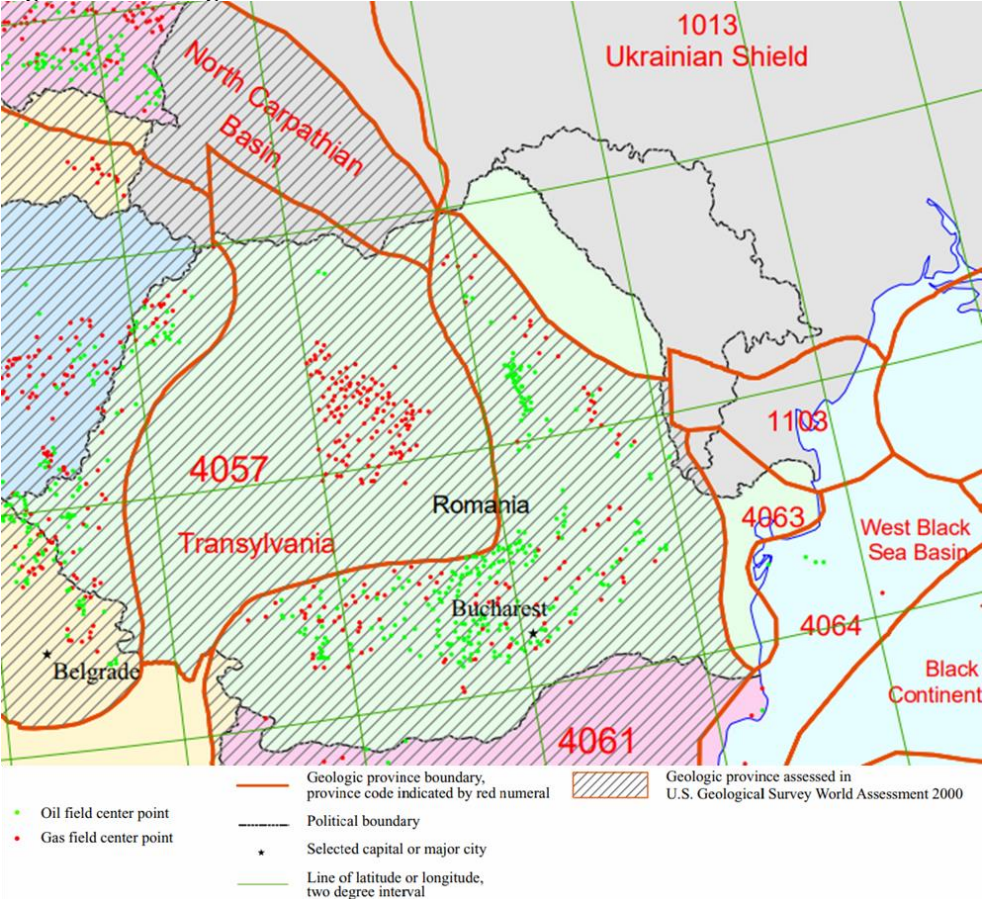 1013
Ukrainian Shield
North Carpathian
Basin
1103
4057
Romania
4063
West Black
Sea Basin
Transylvania
Bucharest
4064
Belgrade
Black
Continent
4061
Oil field center point
Gas field center point
Geologic province boundary,
province code indicated by red numeral
Political boundary
Selected capital or major city
Line of latitude or longitude,
two degree interval
Geologic province assessed in
U.S. Geological Survey World Assessment 2000